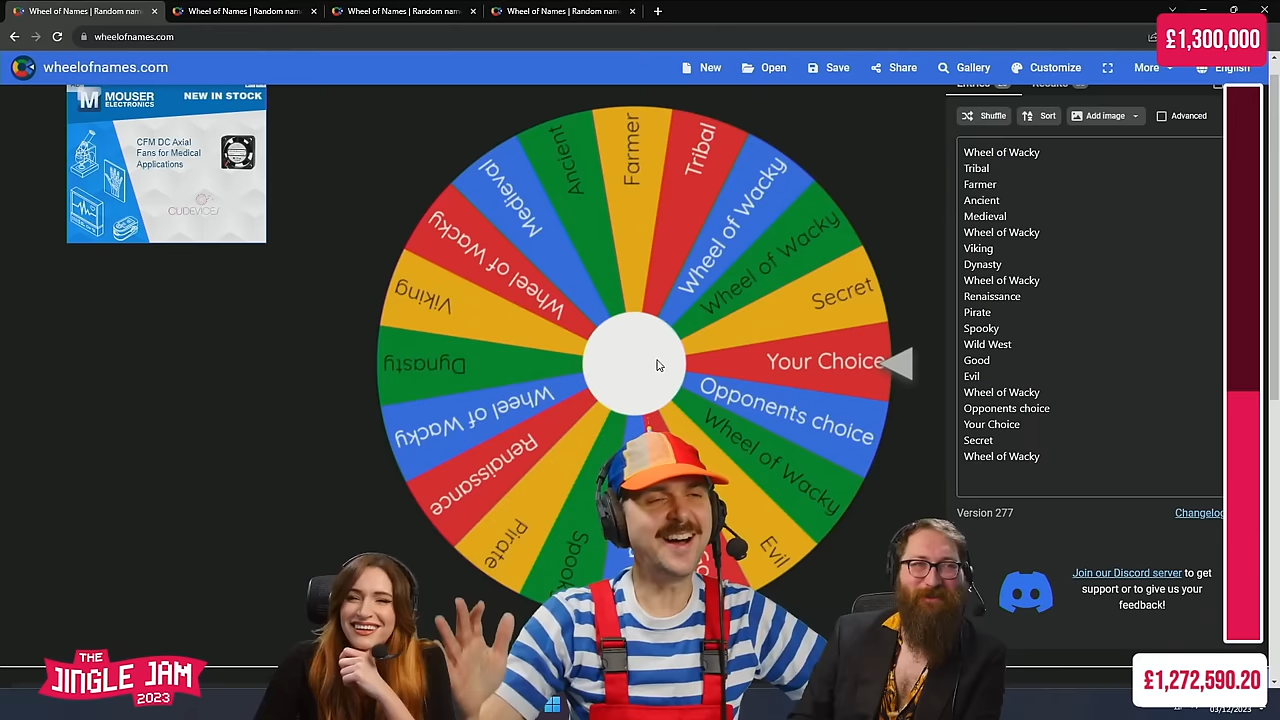 Wheel of Names | Random nam
Wheel of Names | Random nam
Wheel of Names | Random nam
Wheel of Names | Random nam
wheelofnames.com
£1,300,000
wheelofnames.com
New
Open
Save
Share
Gallery
Customize
More
English
MOUSER
ELECTRONICS
NEW IN STOCK
CFM DC Axial
Fans for Medical
Applications
CUDEVICES
Shuffle
Sort
Add image
Advanced
Wheel of Wacky
Tribal
Farmer
Ancient
Medieval
Wheel of Wacky
Viking
Dynasty
Wheel of Wacky
Renaissance
Pirate
Spooky
Wild West
Good
Evil
Wheel of Wacky
Opponents choice
Your Choice
Secret
Wheel of Wacky
Version 277
Changelog
Join our Discord server to get
support or to give us your
feedback!
Farmer
Tribal
Wheel of Wacky
Wheel of Wacky
Secret
Your Choice
Opponents choice
Wheel of Wacky
Evil
Spook
Pirate
Renaissance
Wheel of Wacky
Dynasty
Viking
Wheel of Wacky
Medieval
Ancient
THE
JINGLE JAM
2023
£1,272,590.20
03/12/2023